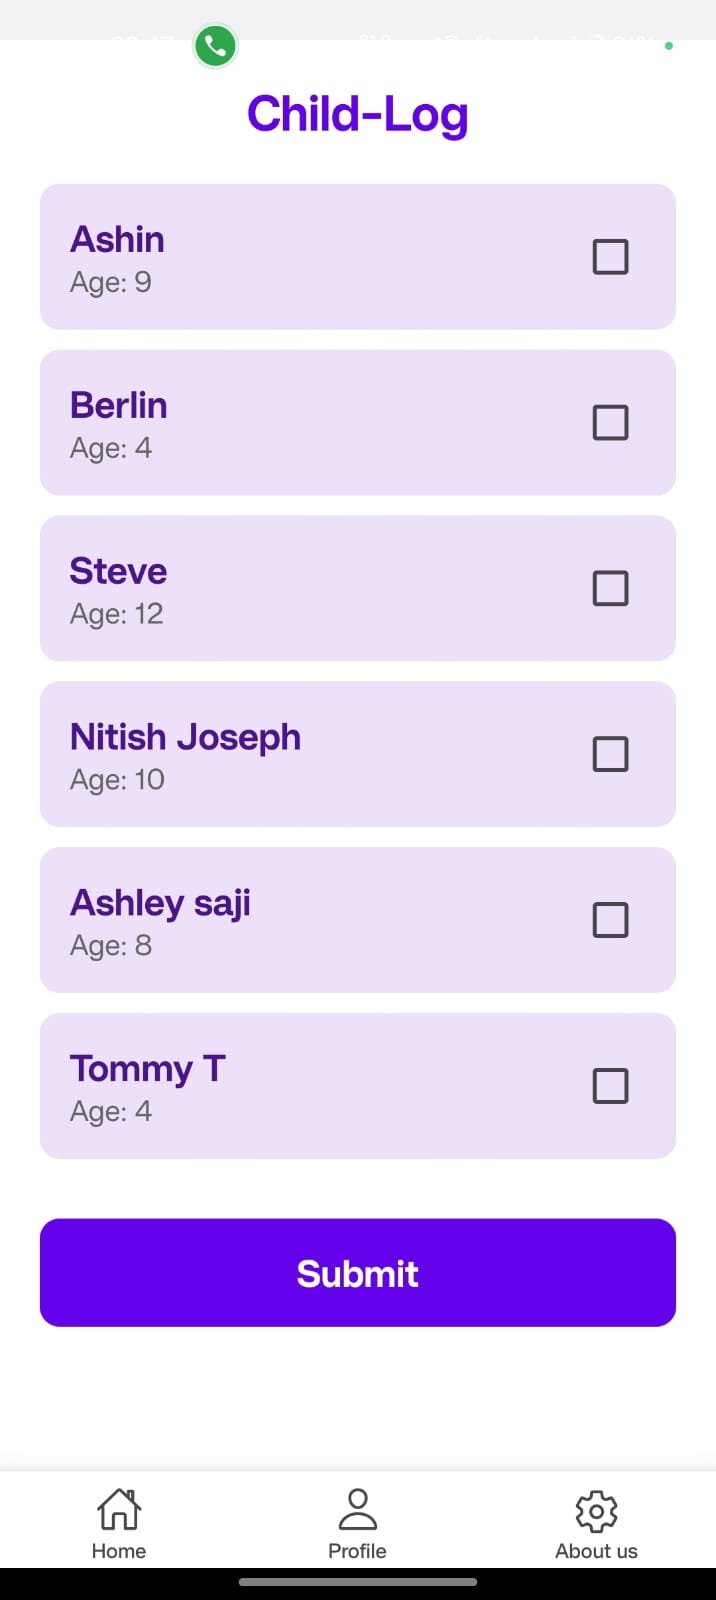 Child-Log
Ashin
Age: 9
Berlin
Age: 4
Steve
Age: 12
Nitish Joseph
Age: 10
Ashley saji
Age: 8
Tommy T
Age: 4
Submit
Home
Profile
About us